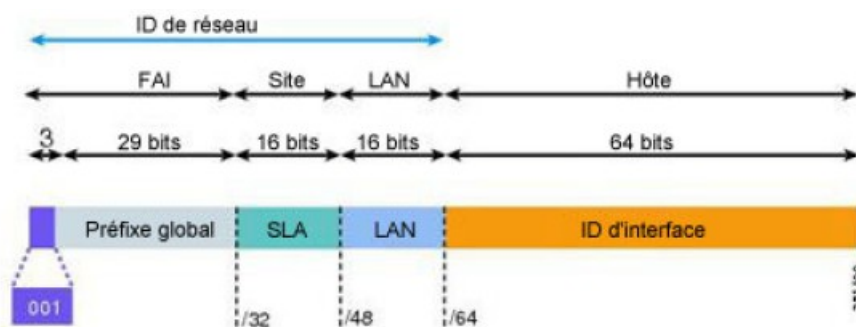 ID de réseau
FAI Site LAN Hôte
3 29 bits 16 bits 16 bits 64 bits
Préfixe global SLA LAN ID d'interface
001 /32 /48 /64